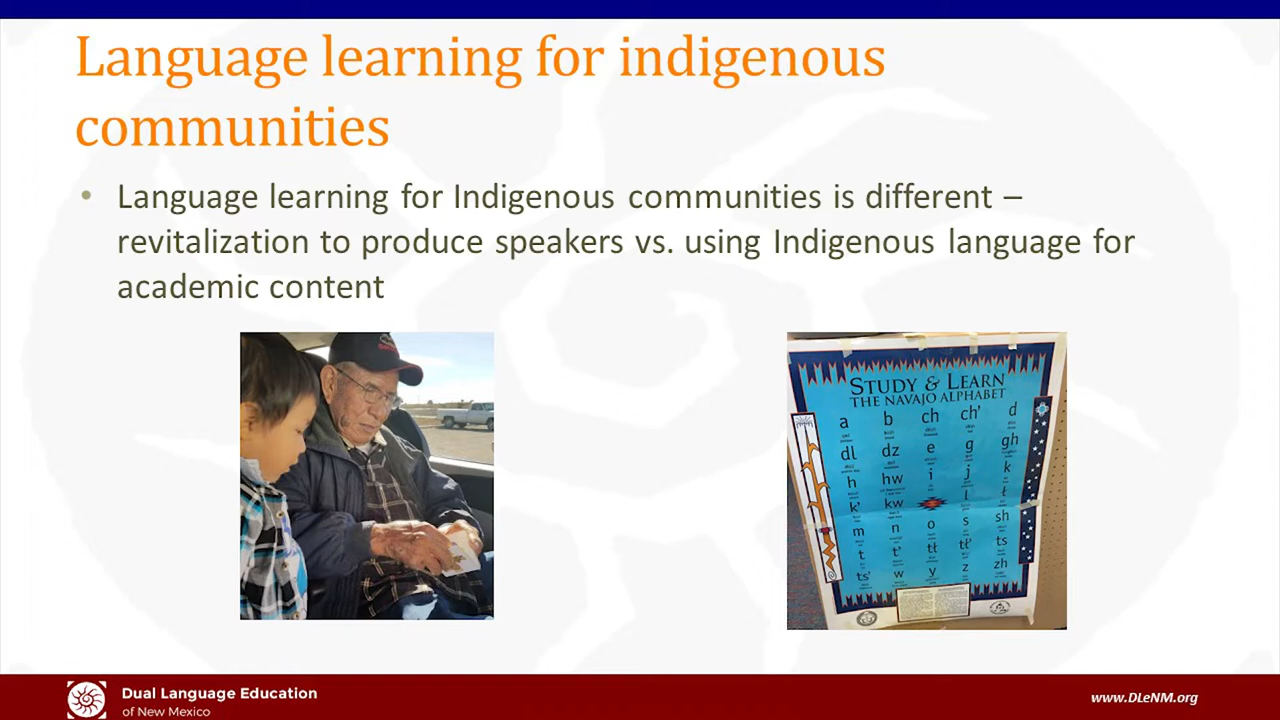 Language learning for indigenous
communities
• Language learning for Indigenous communities is different –
revitalization to produce speakers vs. using Indigenous language for
academic content
STUDY & LEARN
THE NAVAJO ALPHABET
a b ch ch' d
dl dz e g gh
h hw i j k
k' kw l ł
m n o s sh
t t' tł tł' ts
ts' w y z zh
Dual Language Education
of New Mexico
www.DLeNM.org